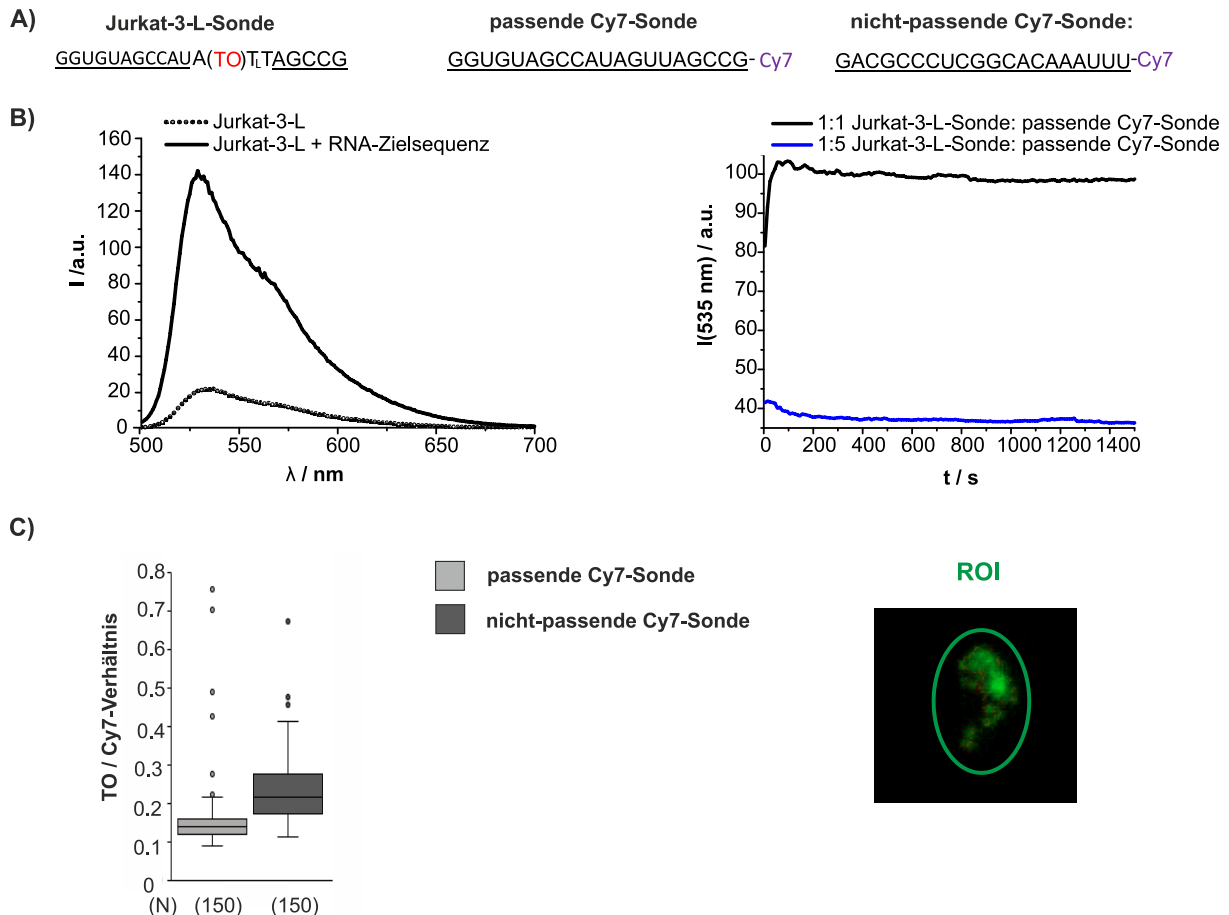 A)
Jurkat-3-L-Sonde
passende Cy7-Sonde
nicht-passende Cy7-Sonde:
GGUGUAGCCAUA(TO)TLTAGCCG
GGUGUAGCCAUAGUUAGCCG-Cy7
GACGCCCUCGGCACAAAUUU-Cy7
B)
Jurkat-3-L
Jurkat-3-L + RNA-Zielsequenz
160
140
120
100
80
60
40
20
0
I /a.u.
500
550
600
650
700
λ / nm
1:1 Jurkat-3-L-Sonde: passende Cy7-Sonde
1:5 Jurkat-3-L-Sonde: passende Cy7-Sonde
100
90
80
70
60
50
40
I(535 nm) / a.u.
0
200
400
600
800
1000
1200
1400
t / s
C)
0.8
0.7
0.6
0.5
0.4
0.3
0.2
0.1
0
TO / Cy7-Verhältnis
(N)
(150)
(150)
passende Cy7-Sonde
nicht-passende Cy7-Sonde
ROI